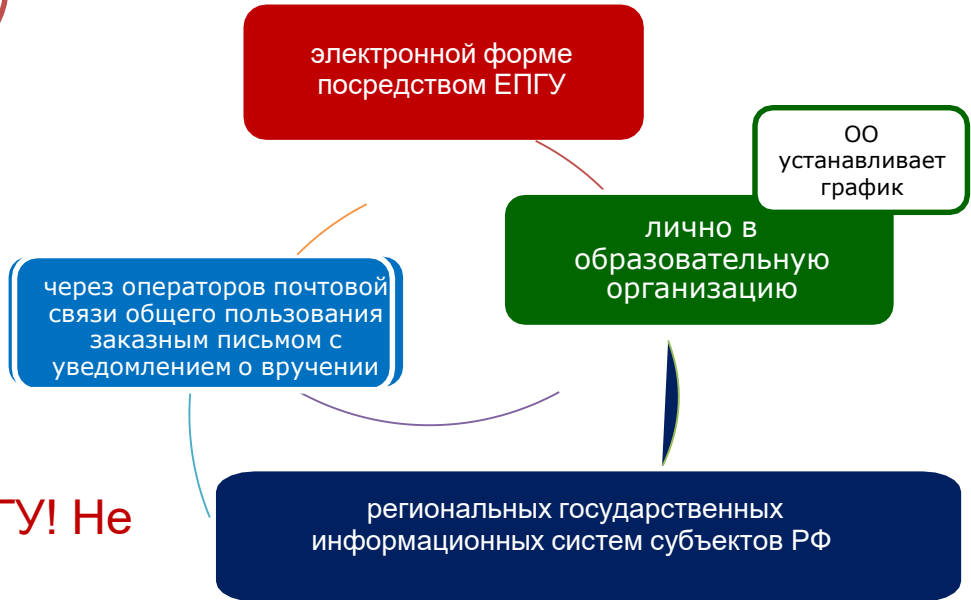 электронной форме
посредством ЕПГУ
ОО
устанавливает
график
лично в
образовательную
организацию
через операторов почтовой
связи общего пользования
заказным письмом с
уведомлением о вручении
ГУ! Не
региональных государственных
информационных систем субъектов РФ